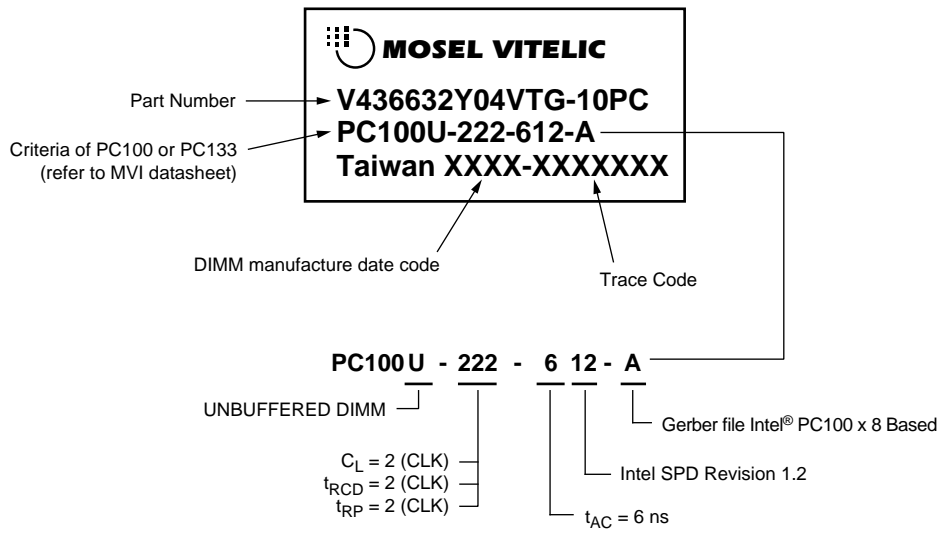 MOSEL VITELIC
Part Number
V436632Y04VTG-10PC
Criteria of PC100 or PC133
(refer to MVI datasheet)
PC100U-222-612-A
Taiwan XXXX-XXXXXXX
DIMM manufacture date code
Trace Code
PC100 U - 222 - 6 12 - A
UNBUFFERED DIMM
Gerber file Intel® PC100 x 8 Based
CL = 2 (CLK)
tRCD = 2 (CLK)
tRP = 2 (CLK)
Intel SPD Revision 1.2
tAC = 6 ns